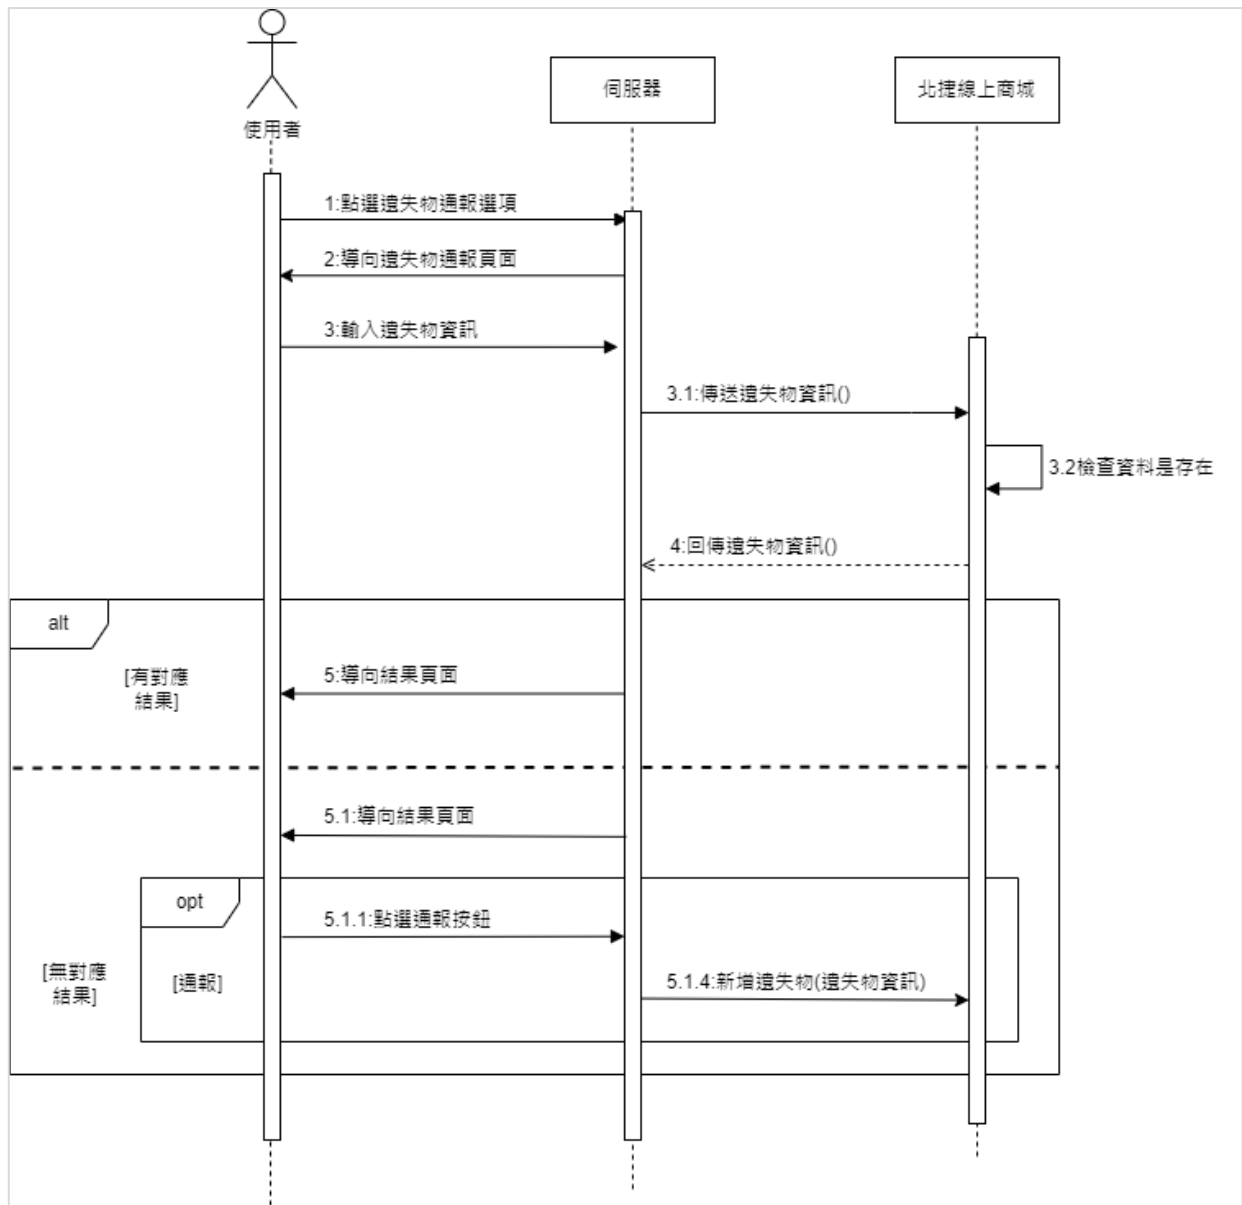 使用者
伺服器
北捷線上商城
1:點選遺失物通報選項
2:導向遺失物通報頁面
3:輸入遺失物資訊
3.1:傳送遺失物資訊()
3.2檢查資料是存在
4:回傳遺失物資訊()
alt
[有對應
結果]
5:導向結果頁面
5.1:導向結果頁面
opt
5.1.1:點選通報按鈕
[無對應
結果]
[通報]
5.1.4:新增遺失物(遺失物資訊)